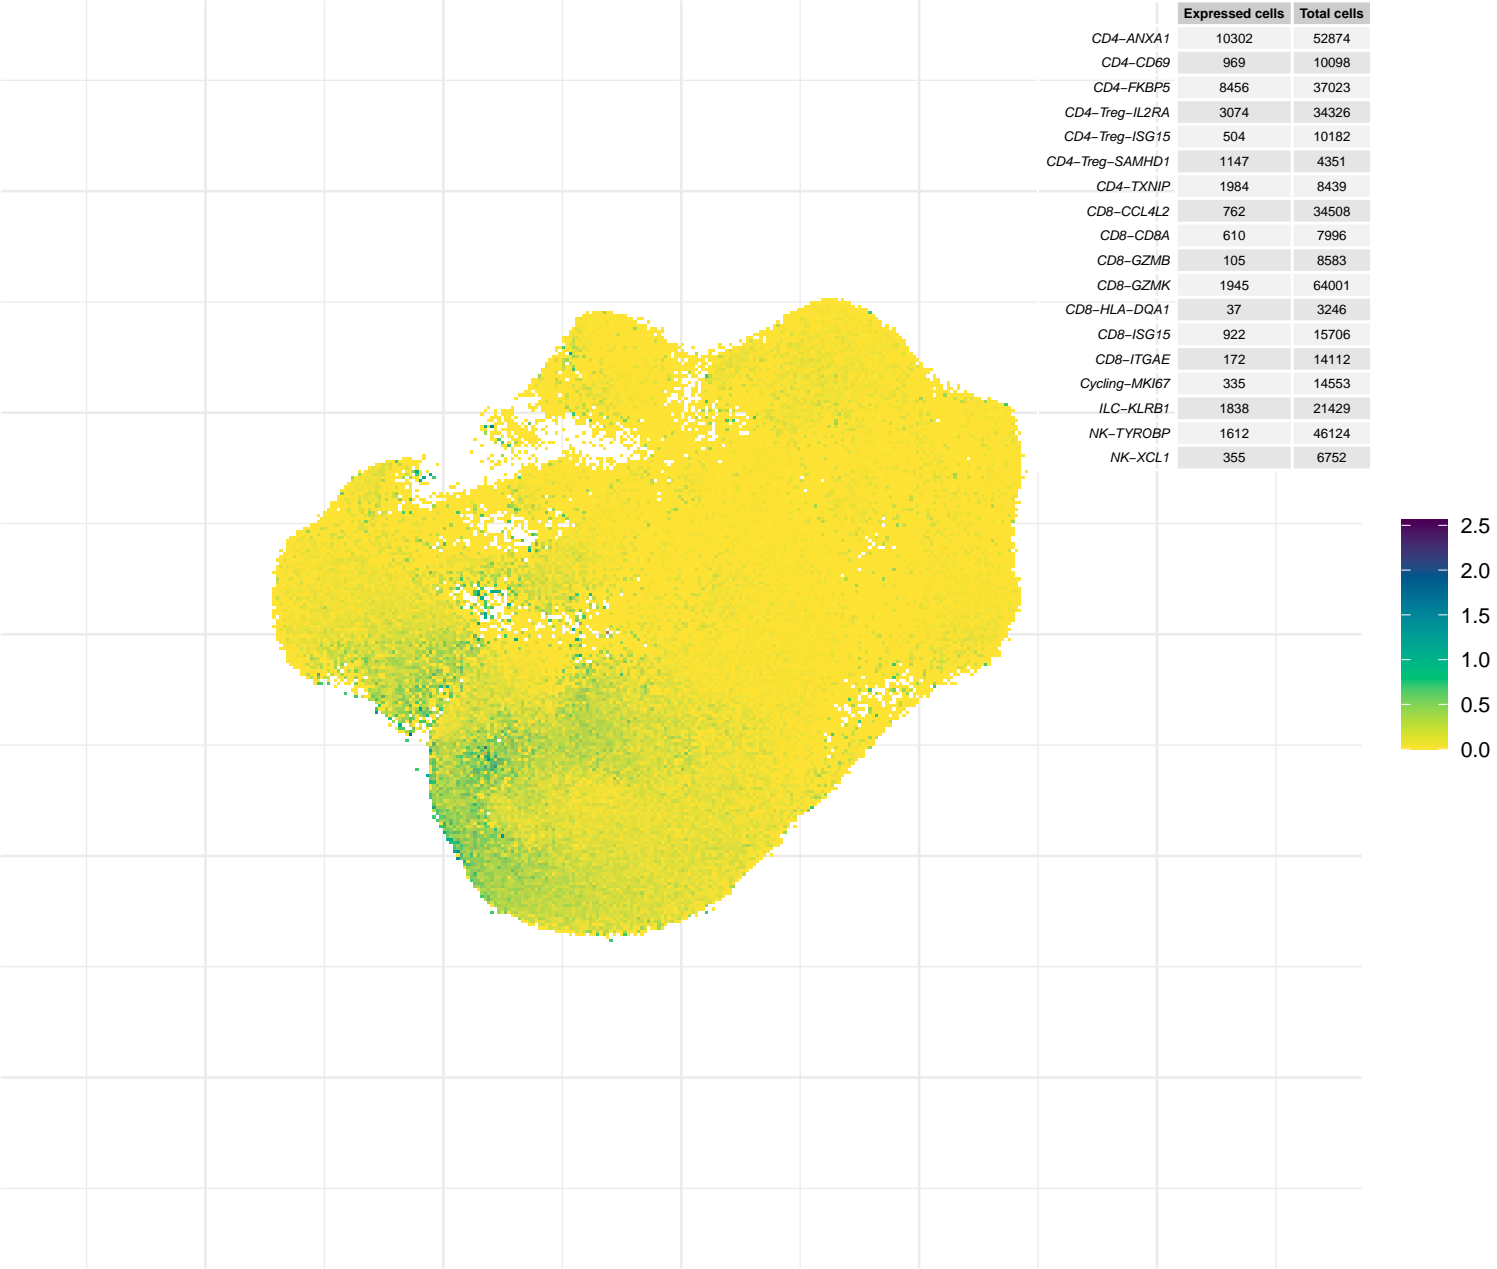 Expressed cells Total cells
CD4−ANXA1 10302 52874
CD4−CD69 969 10098
CD4−FKBP5 8456 37023
CD4−Treg−IL2RA 3074 34326
CD4−Treg−ISG15 504 10182
CD4−Treg−SAMHD1 1147 4351
CD4−TXNIP 1984 8439
CD8−CCL4L2 762 34508
CD8−CD8A 610 7996
CD8−GZMB 105 8583
CD8−GZMK 1945 64001
CD8−HLA−DQA1 37 3246
CD8−ISG15 922 15706
CD8−ITGAE 172 14112
Cycling−MKI67 335 14553
ILC−KLRB1 1838 21429
NK−TYROBP 1612 46124
NK−XCL1 355 6752
2.5
2.0
1.5
1.0
0.5
0.0